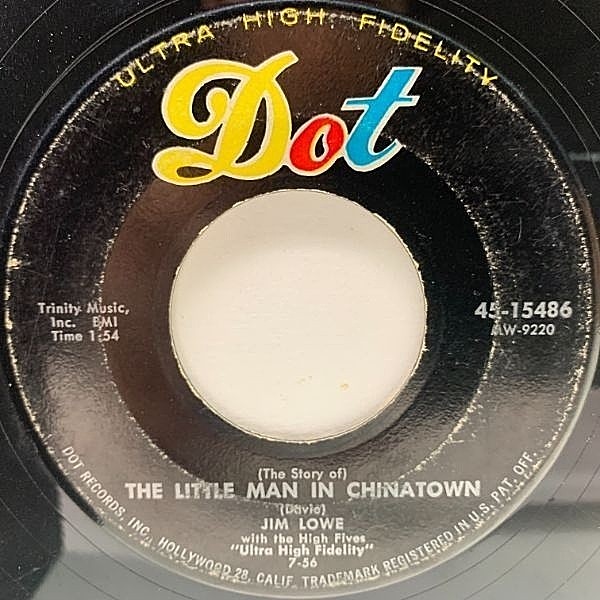 ULTRA HIGH FIDELITY
Dot
Trinity Music,
Inc. BMI
Time 1:54
45-15486
MW-9220
(The Story of)
THE LITTLE MAN IN CHINATOWN
(Davie)
JIM LOWE
with the High Fives
"Ultra High Fidelity"
7-56
DOT RECORDS, INC., HOLLYWOOD 28, CALIF. TRADEMARK REGISTERED IN U.S. PAT. OFF.